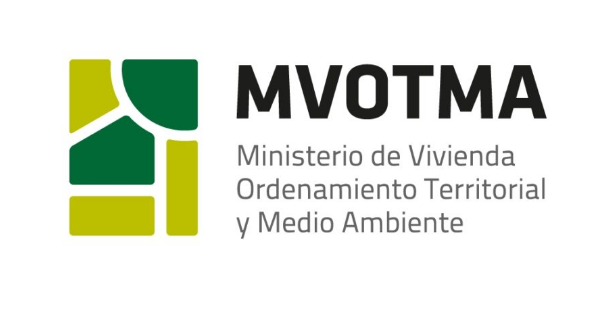 MVOTMA
Ministerio de Vivienda
Ordenamiento Territorial
y Medio Ambiente